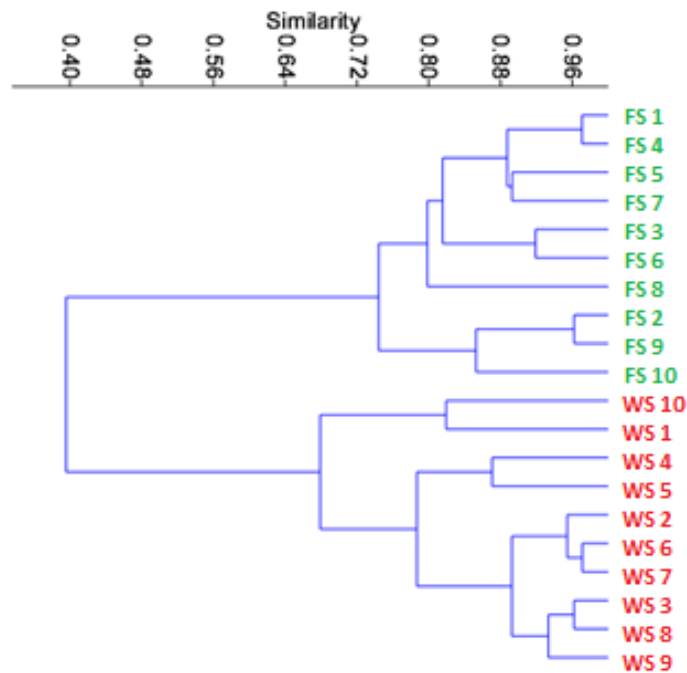 Similarity
0.40 0.48 0.56 0.64 0.72 0.80 0.88 0.96
FS 1
FS 4
FS 5
FS 7
FS 3
FS 6
FS 8
FS 2
FS 9
FS 10
WS 10
WS 1
WS 4
WS 5
WS 2
WS 6
WS 7
WS 3
WS 8
WS 9